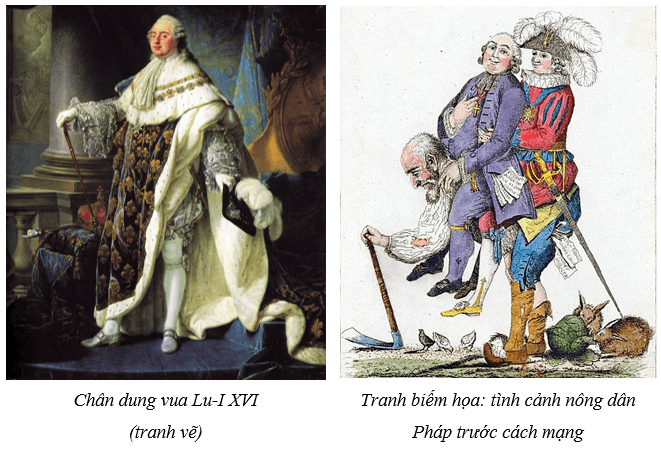 Chân dung vua Lu-I XVI
(tranh vẽ)
Tranh biếm họa: tình cảnh nông dân
Pháp trước cách mạng